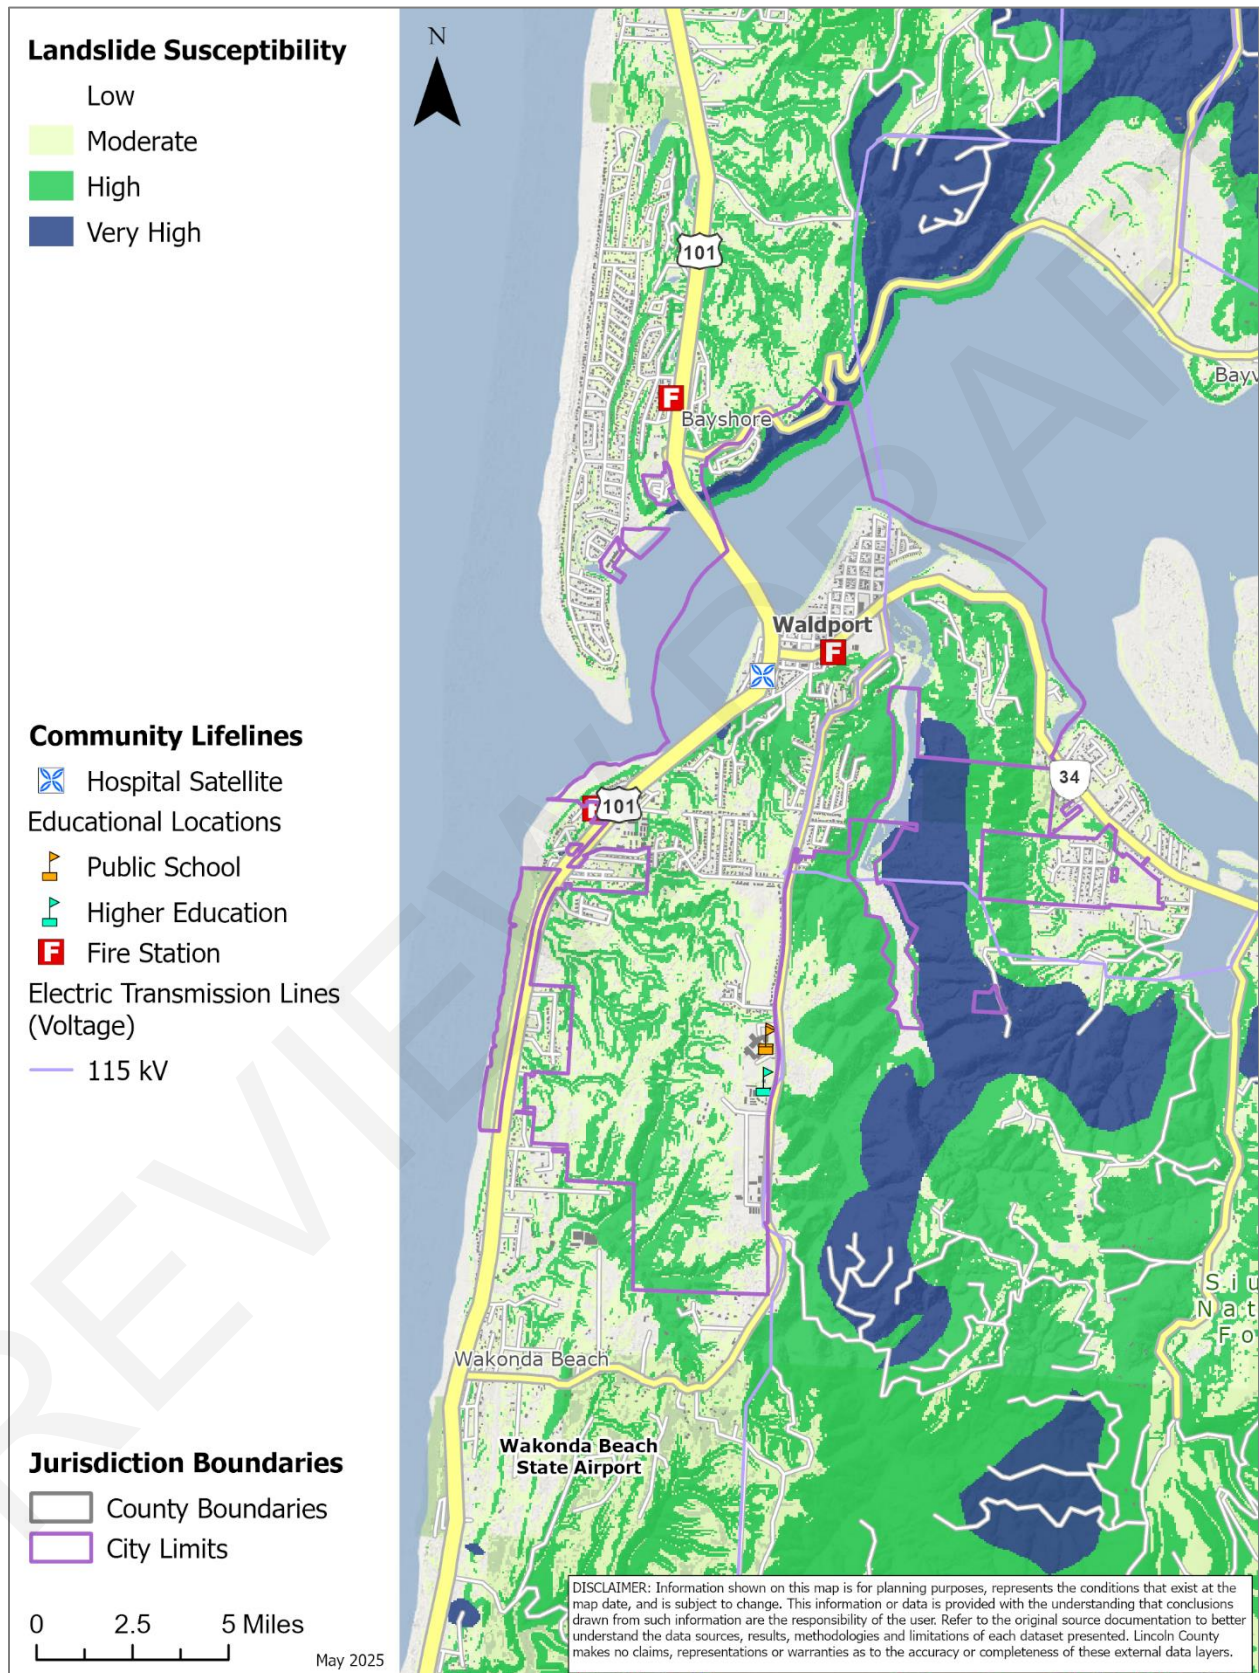 Landslide Susceptibility
Low
Moderate
High
Very High
Community Lifelines
Hospital Satellite
Educational Locations
Public School
Higher Education
F Fire Station
Electric Transmission Lines
(Voltage)
115 kV
Jurisdiction Boundaries
County Boundaries
City Limits
0 2.5 5 Miles
May 2025
N
101
F
Bayshore
Bayv
Waldport
F
34
101
Siu
Nat
Fo
Wakonda Beach
Wakonda Beach
State Airport
DISCLAIMER: Information shown on this map is for planning purposes, represents the conditions that exist at the
map date, and is subject to change. This information or data is provided with the understanding that conclusions
drawn from such information are the responsibility of the user. Refer to the original source documentation to better
understand the data sources, results, methodologies and limitations of each dataset presented. Lincoln County
makes no claims, representations or warranties as to the accuracy or completeness of these external data layers.
REVIEW DRAFT